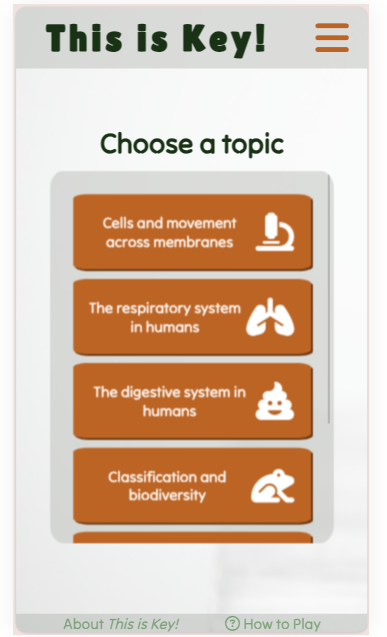 This is Key!
Choose a topic
Cells and movement
across membranes
The respiratory system
in humans
The digestive system in
humans
Classification and
biodiversity
About This is Key!
How to Play